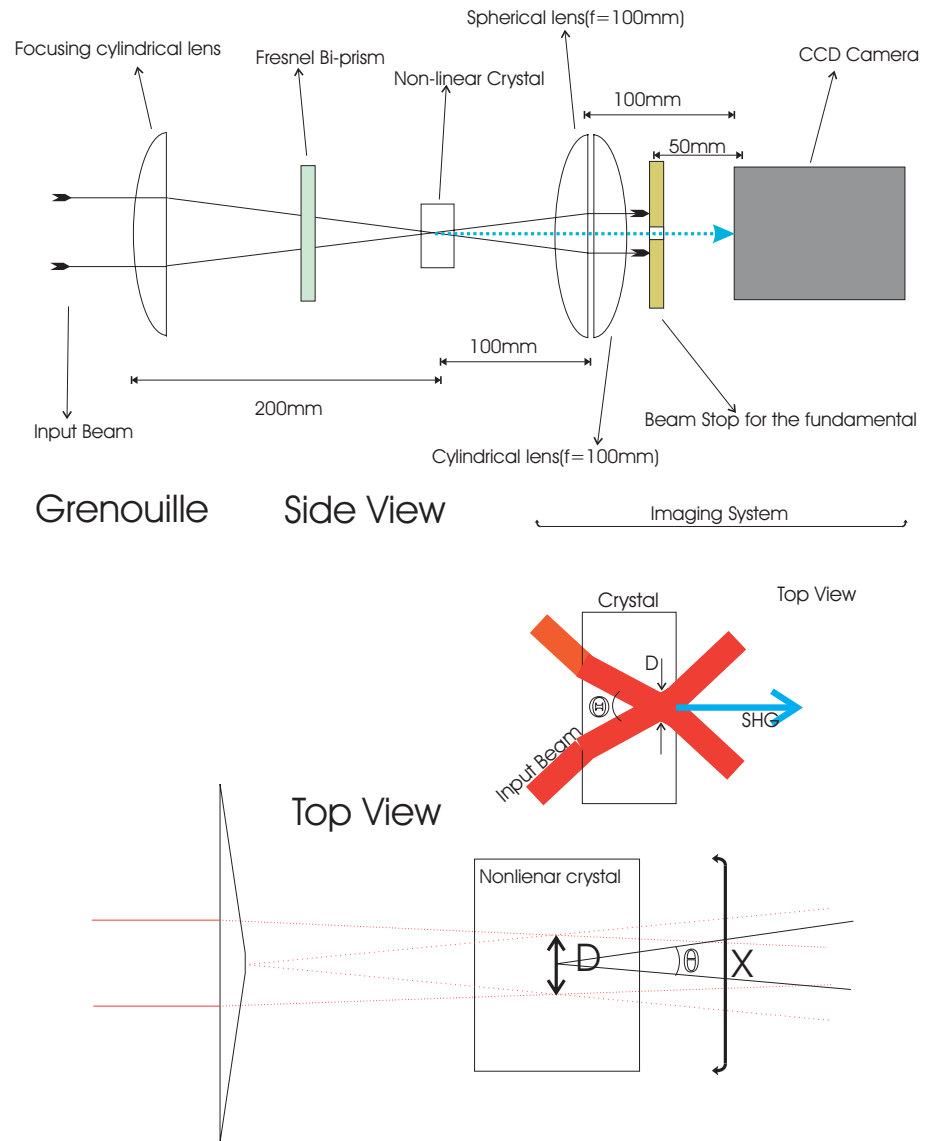 Spherical lens(f=100mm)
Focusing cylindrical lens
Fresnel Bi-prism
CCD Camera
Non-linear Crystal
100mm
50mm
100mm
200mm
Input Beam
Beam Stop for the fundamental
Cylindrical lens(f=100mm)
Grenouille Side View
Imaging System
Crystal
Top View
D
Θ
SHG
Input Beam
Top View
Nonlienar crystal
D
θ
X